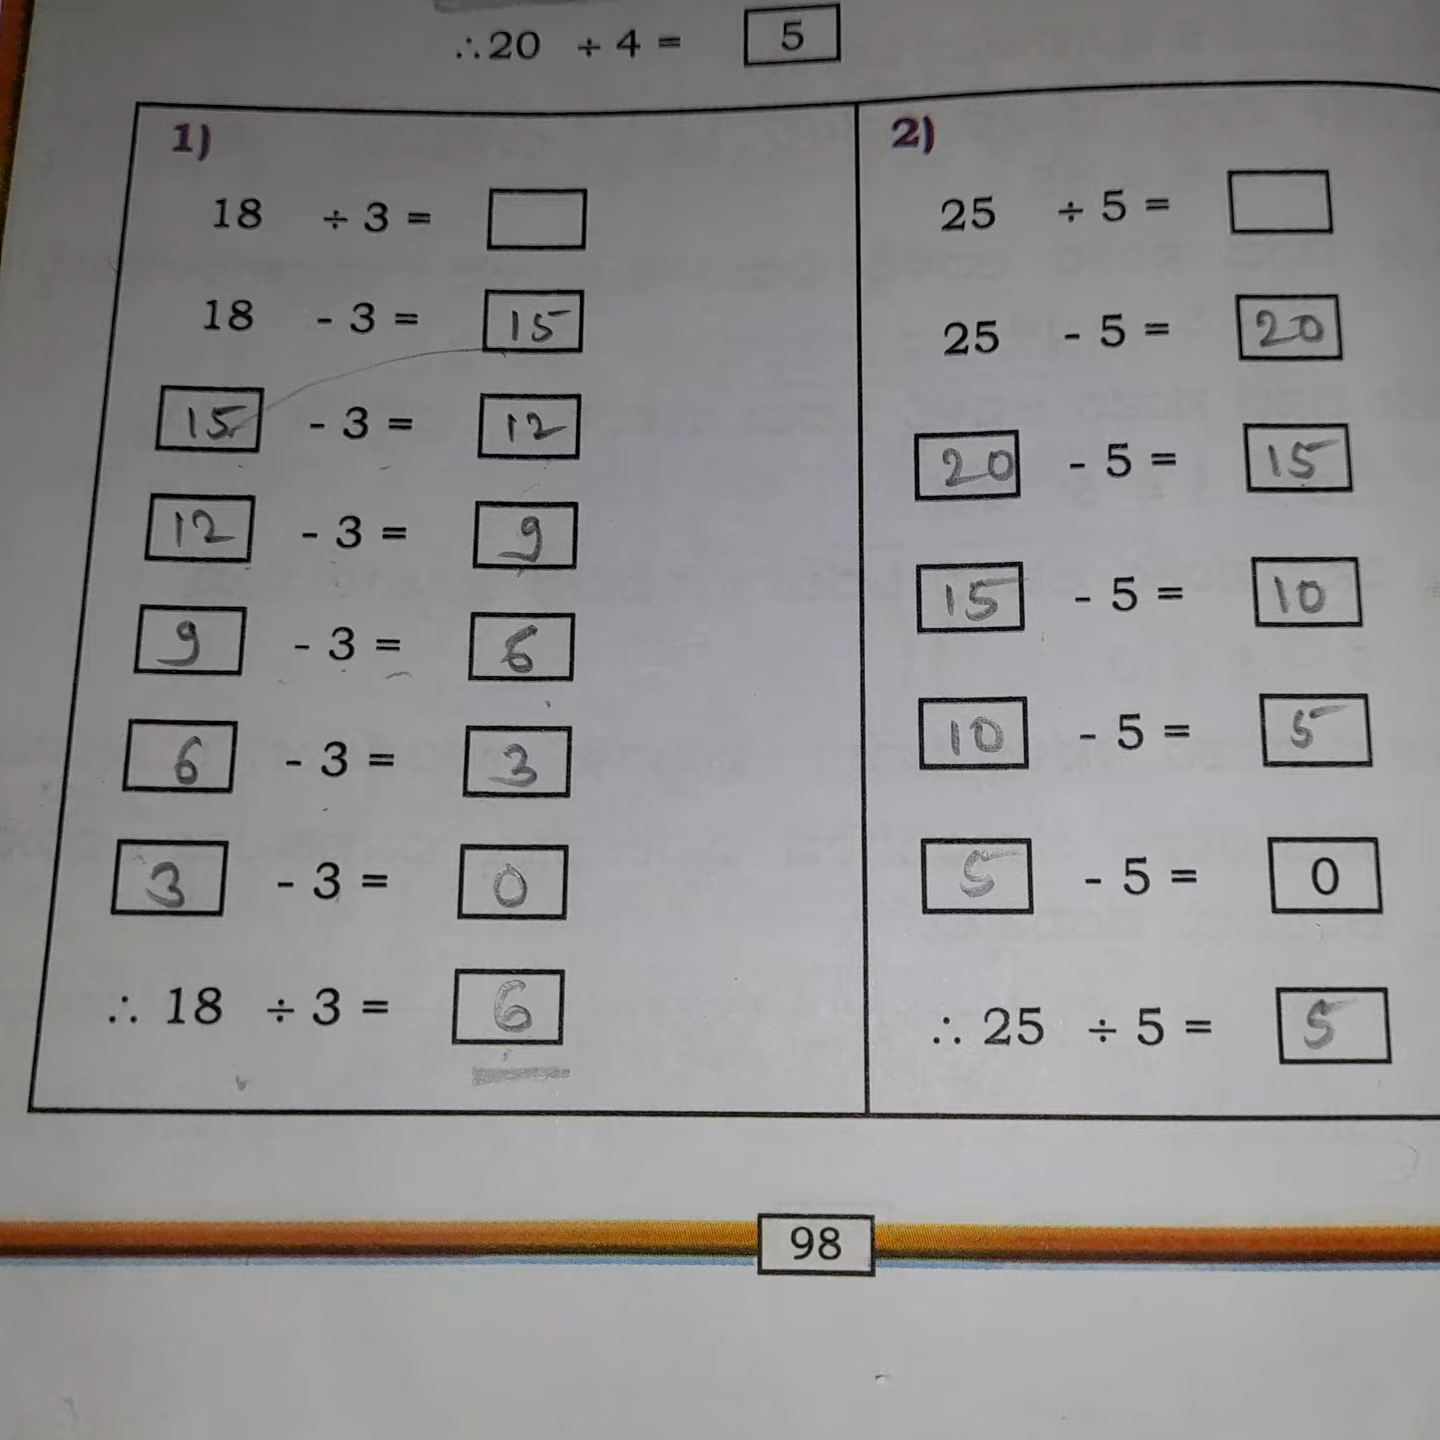 ∴20 ÷ 4 = 5
1)
18 ÷ 3 =
18 - 3 = 15
15 - 3 = 12
12 - 3 = 9
9 - 3 = 6
6 - 3 = 3
3 - 3 = 0
∴ 18 ÷ 3 = 6
2)
25 ÷ 5 =
25 - 5 = 20
20 - 5 = 15
15 - 5 = 10
10 - 5 = 5
5 - 5 = 0
∴ 25 ÷ 5 = 5
98